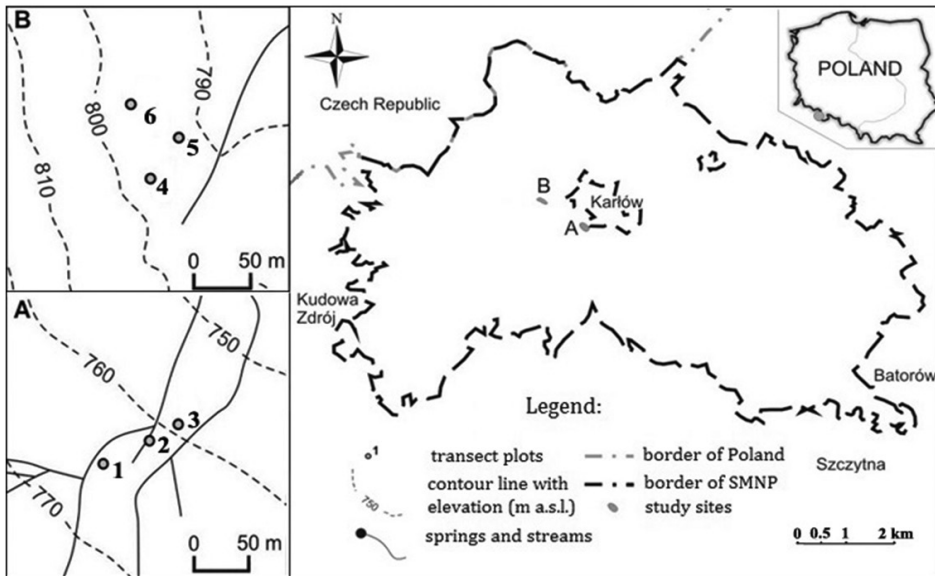 B
790
800
810
6
5
4
0 50 m
A
750
760
770
3
2
1
0 50 m
N
Czech Republic
POLAND
B
Karłów
A
Kudowa
Zdrój
Batorów
Szczytna
Legend:
1 transect plots
750 contour line with
elevation (m a.s.l.)
springs and streams
border of Poland
border of SMNP
study sites
0 0.5 1 2 km